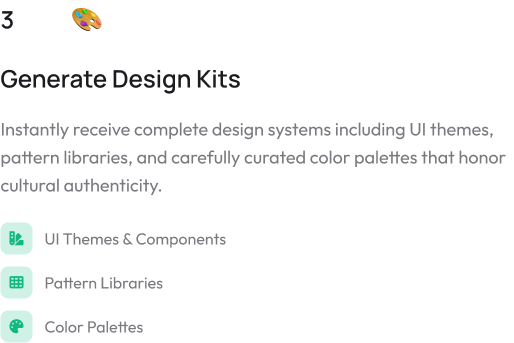 3
Generate Design Kits
Instantly receive complete design systems including UI themes,
pattern libraries, and carefully curated color palettes that honor
cultural authenticity.
UI Themes & Components
Pattern Libraries
Color Palettes